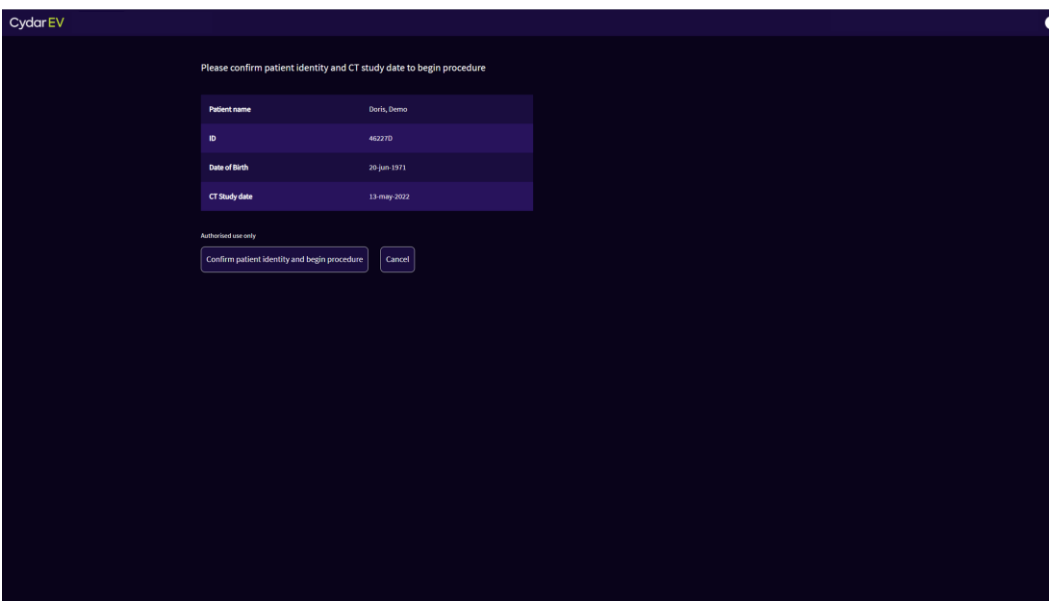 Cydar EV
Please confirm patient identity and CT study date to begin procedure
Patient name Doris, Demo
ID 46227D
Date of Birth 20-jun-1971
CT Study date 13-may-2022
Authorised use only
Confirm patient identity and begin procedure Cancel